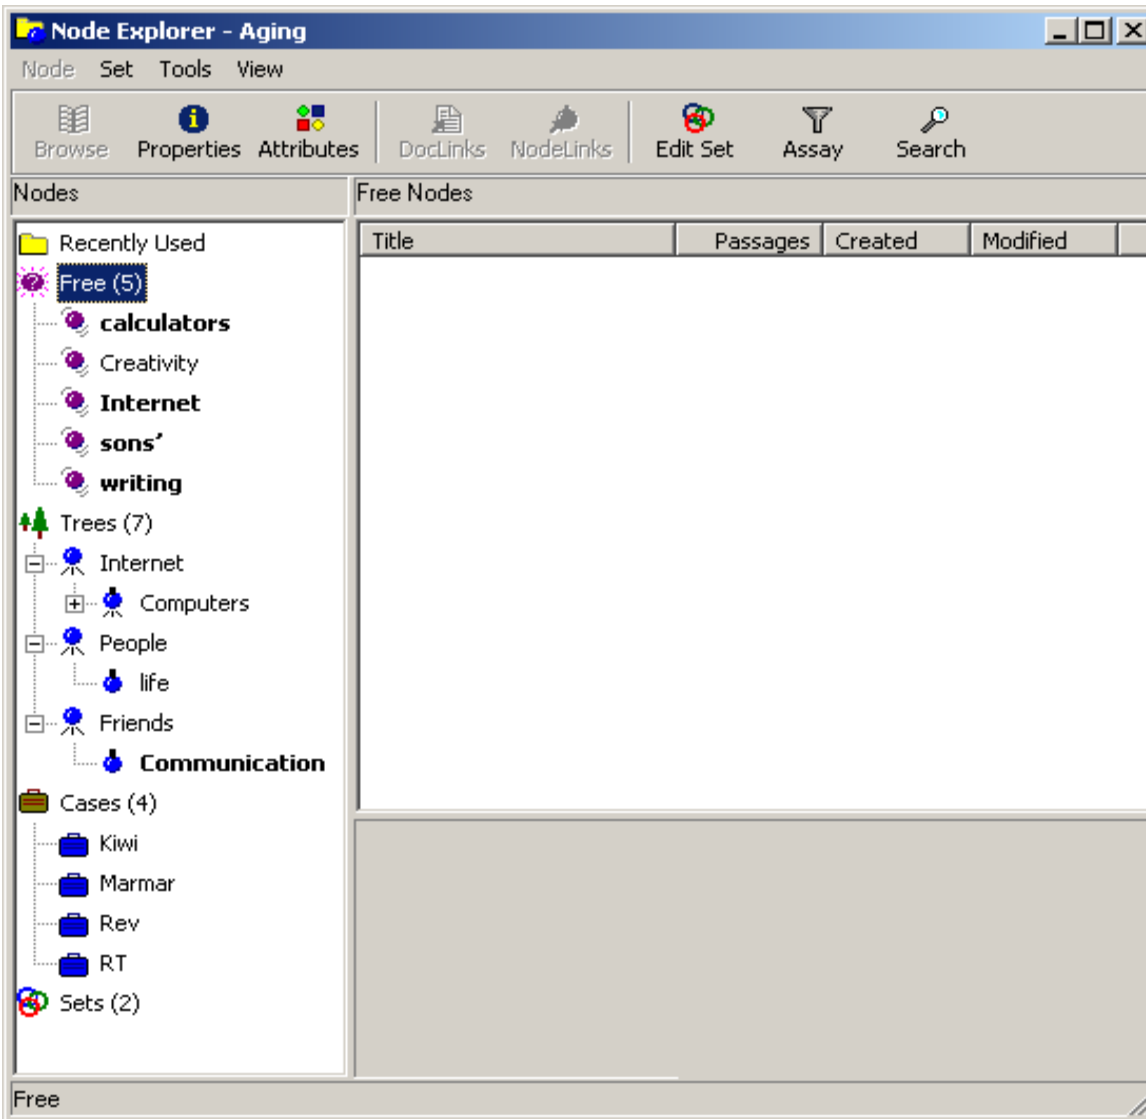 Node Explorer - Aging
Node Set Tools View
Browse Properties Attributes DocLinks NodeLinks Edit Set Assay Search
Nodes
Free Nodes
Title Passages Created Modified
Recently Used
Free (5)
calculators
Creativity
Internet
sons’
writing
Trees (7)
Internet
Computers
People
life
Friends
Communication
Cases (4)
Kiwi
Marmar
Rev
RT
Sets (2)
Free